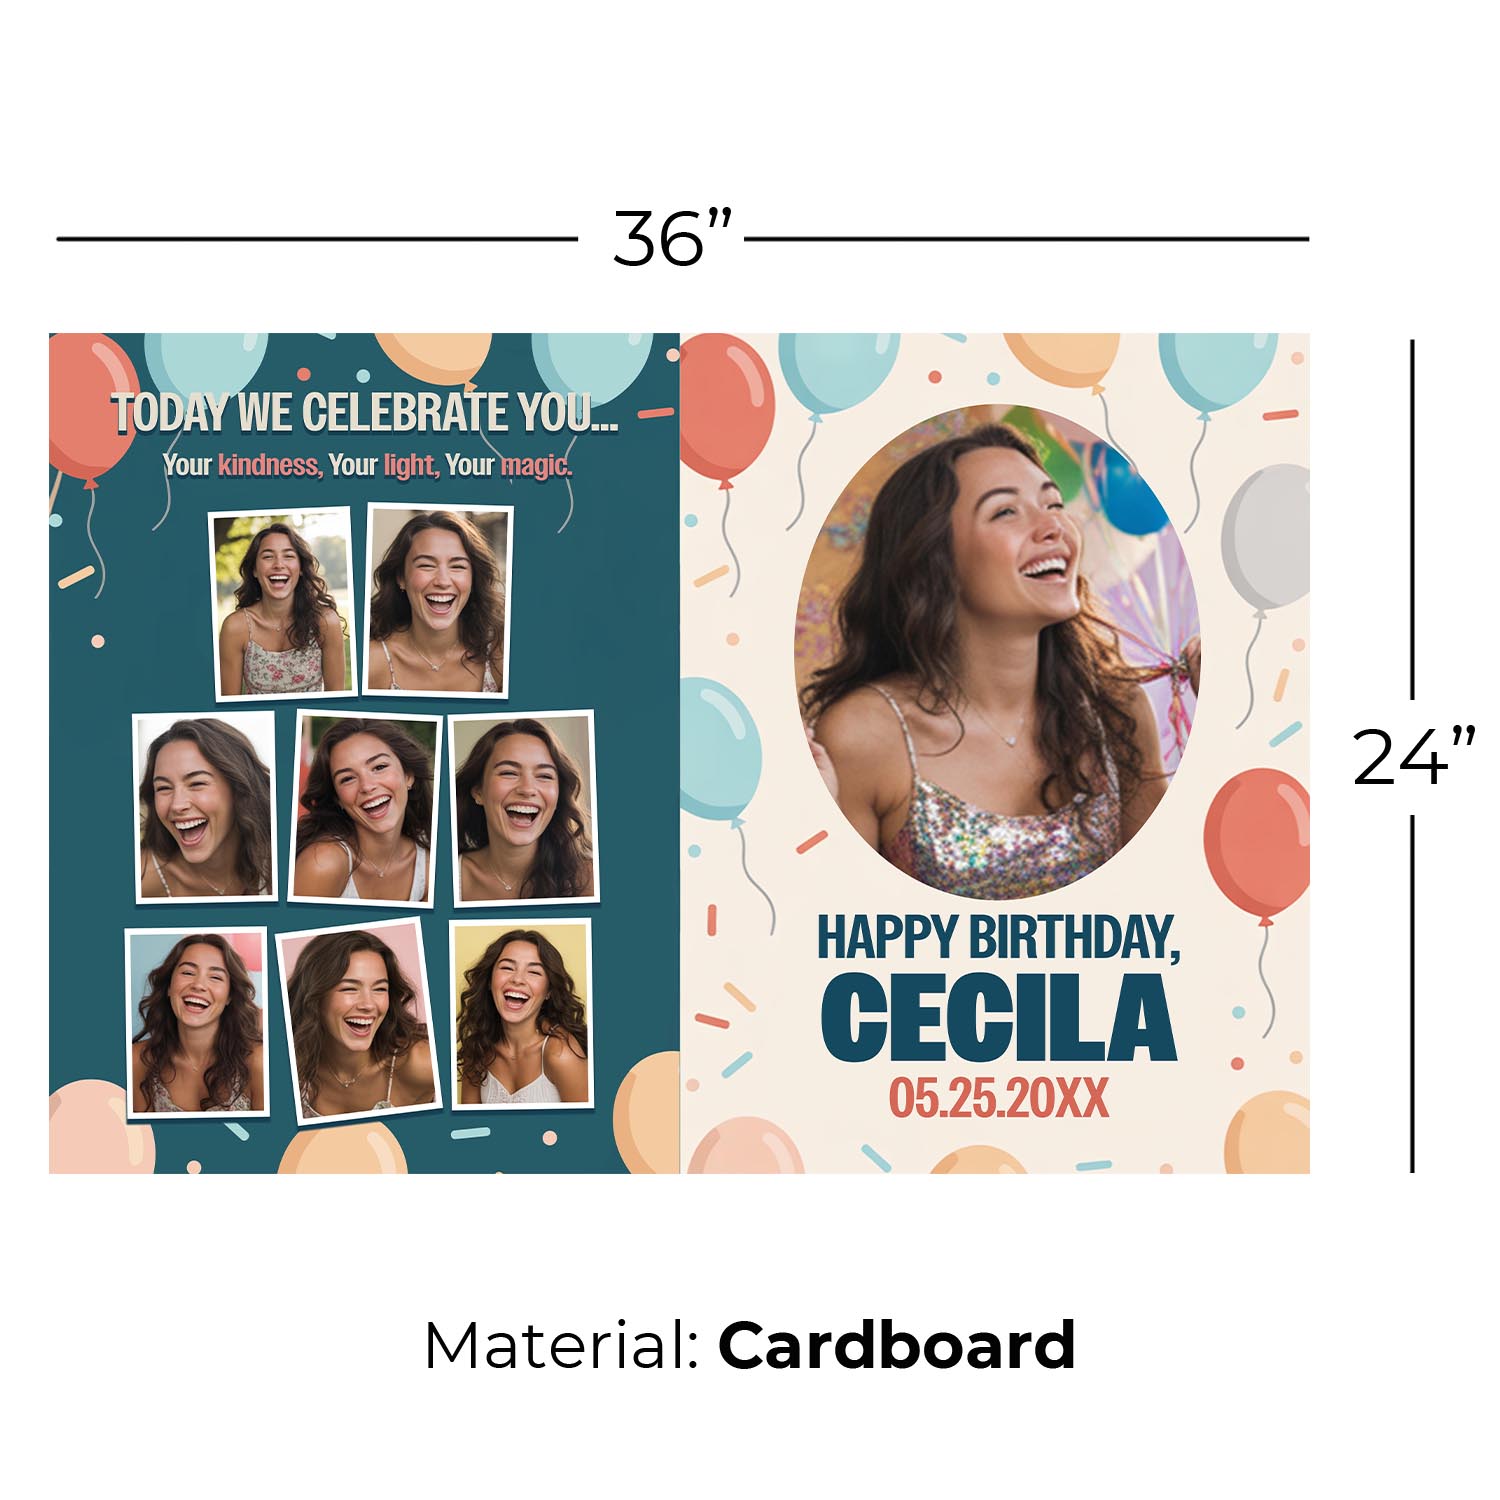 36”
TODAY WE CELEBRATE YOU...
Your kindness, Your light, Your magic.
HAPPY BIRTHDAY,
CECILA
05.25.20XX
24”
Material: Cardboard